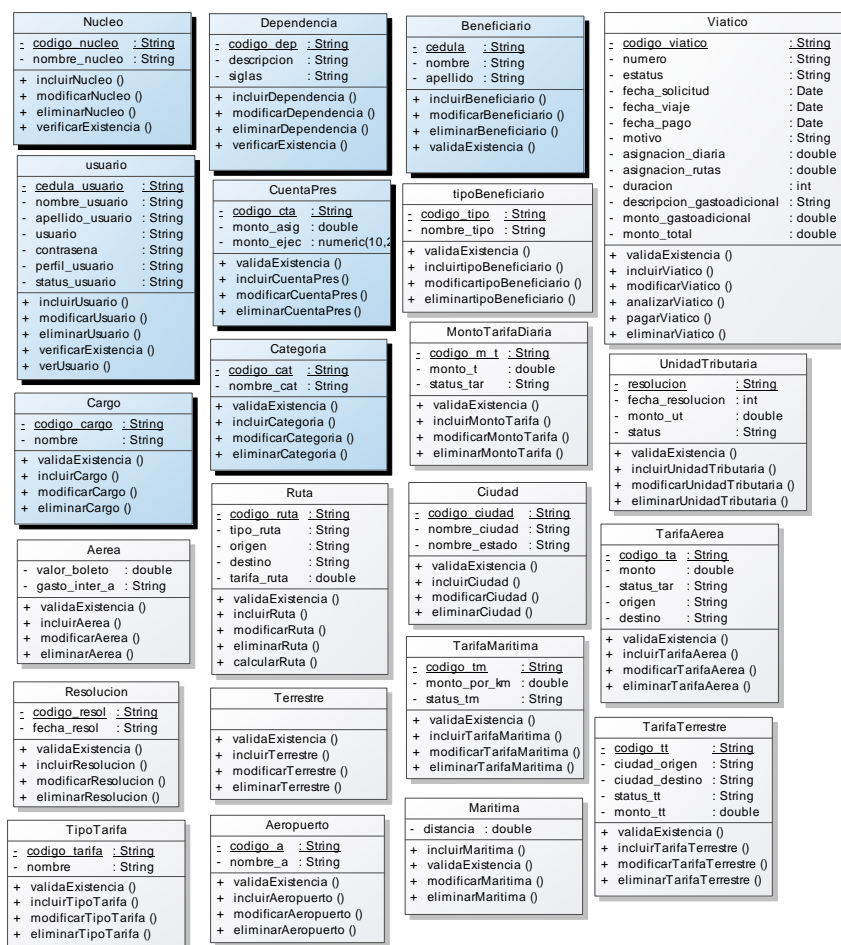 Nucleo
- codigo_nucleo : String
- nombre_nucleo : String
+ incluirNucleo ()
+ modificarNucleo ()
+ eliminarNucleo ()
+ verificarExistencia ()
usuario
- cedula_usuario : String
- nombre_usuario : String
- apellido_usuario : String
- usuario : String
- contrasena : String
- perfil_usuario : String
- status_usuario : String
+ incluirUsuario ()
+ modificarUsuario ()
+ eliminarUsuario ()
+ verificarExistencia ()
+ verUsuario ()
Cargo
- codigo_cargo : String
- nombre : String
+ validaExistencia ()
+ incluirCargo ()
+ modificarCargo ()
+ eliminarCargo ()
Aerea
- valor_boleto : double
- gasto_inter_a : String
+ validaExistencia ()
+ incluirAerea ()
+ modificarAerea ()
+ eliminarAerea ()
Resolucion
- codigo_resol : String
- fecha_resol : String
+ validaExistencia ()
+ incluirResolucion ()
+ modificarResolucion ()
+ eliminarResolucion ()
TipoTarifa
- codigo_tarifa : String
- nombre : String
+ validaExistencia ()
+ incluirTipoTarifa ()
+ modificarTipoTarifa ()
+ eliminarTipoTarifa ()
Dependencia
- codigo_dep : String
- descripcion : String
- siglas : String
+ incluirDependencia ()
+ modificarDependencia ()
+ eliminarDependencia ()
+ verificarExistencia ()
CuentaPres
- codigo_cta : String
- monto_asig : double
- monto_ejec : numeric(10,2
+ validaExistencia ()
+ incluirCuentaPres ()
+ modificarCuentaPres ()
+ eliminarCuentaPres ()
Categoria
- codigo_cat : String
- nombre_cat : String
+ validaExistencia ()
+ incluirCategoria ()
+ modificarCategoria ()
+ eliminarCategoria ()
Ruta
- codigo_ruta : String
- tipo_ruta : String
- origen : String
- destino : String
- tarifa_ruta : double
+ validaExistencia ()
+ incluirRuta ()
+ modificarRuta ()
+ eliminarRuta ()
+ calcularRuta ()
Terrestre
+ validaExistencia ()
+ incluirTerrestre ()
+ modificarTerrestre ()
+ eliminarTerrestre ()
Aeropuerto
- codigo_a : String
- nombre_a : String
+ validaExistencia ()
+ incluirAeropuerto ()
+ modificarAeropuerto ()
+ eliminarAeropuerto ()
Beneficiario
- cedula : String
- nombre : String
- apellido : String
+ incluirBeneficiario ()
+ modificarBeneficiario ()
+ eliminarBeneficiario ()
+ validaExistencia ()
tipoBeneficiario
- codigo_tipo : String
- nombre_tipo : String
+ validaExistencia ()
+ incluirtipoBeneficiario ()
+ modificartipoBeneficiario ()
+ eliminartipoBeneficiario ()
MontoTarifaDiaria
- codigo_m_t : String
- monto_t : double
- status_tar : String
+ validaExistencia ()
+ incluirMontoTarifa ()
+ modificarMontoTarifa ()
+ eliminarMontoTarifa ()
Ciudad
- codigo_ciudad : String
- nombre_ciudad : String
- nombre_estado : String
+ validaExistencia ()
+ incluirCiudad ()
+ modificarCiudad ()
+ eliminarCiudad ()
TarifaMaritima
- codigo_tm : String
- monto_por_km : double
- status_tm : String
+ validaExistencia ()
+ incluirTarifaMaritima ()
+ modificarTarifaMaritima ()
+ eliminarTarifaMaritima ()
Maritima
- distancia : double
+ incluirMaritima ()
+ validaExistencia ()
+ modificarMaritima ()
+ eliminarMaritima ()
Viatico
- codigo_viatico : String
- numero : String
- estatus : String
- fecha_solicitud : Date
- fecha_viaje : Date
- fecha_pago : Date
- motivo : String
- asignacion_diaria : double
- asignacion_rutas : double
- duracion : int
- descripcion_gastoadicional : String
- monto_gastoadicional : double
- monto_total : double
+ validaExistencia ()
+ incluirViatico ()
+ modificarViatico ()
+ analizarViatico ()
+ pagarViatico ()
+ eliminarViatico ()
UnidadTributaria
- resolucion : String
- fecha_resolucion : int
- monto_ut : double
- status : String
+ validaExistencia ()
+ incluirUnidadTributaria ()
+ modificarUnidadTributaria ()
+ eliminarUnidadTributaria ()
TarifaAerea
- codigo_ta : String
- monto : double
- status_tar : String
- origen : String
- destino : String
+ validaExistencia ()
+ incluirTarifaAerea ()
+ modificarTarifaAerea ()
+ eliminarTarifaAerea ()
TarifaTerrestre
- codigo_tt : String
- ciudad_origen : String
- ciudad_destino : String
- status_tt : String
- monto_tt : double
+ validaExistencia ()
+ incluirTarifaTerrestre ()
+ modificarTarifaTerrestre ()
+ eliminarTarifaTerrestre ()